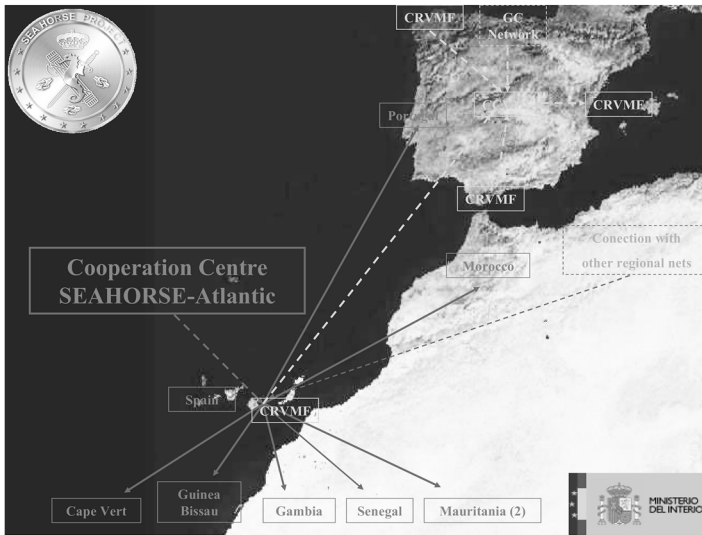 SEAHORSE PROJECT
CRVMF
GC
Network
CRVMF
CRVMF
Conection with
other regional nets
Morocco
Cooperation Centre
SEAHORSE-Atlantic
Spain
CRVMF
Cape Vert
Guinea
Bissau
Gambia
Senegal
Mauritania (2)
MINISTERIO
DEL INTERIOR